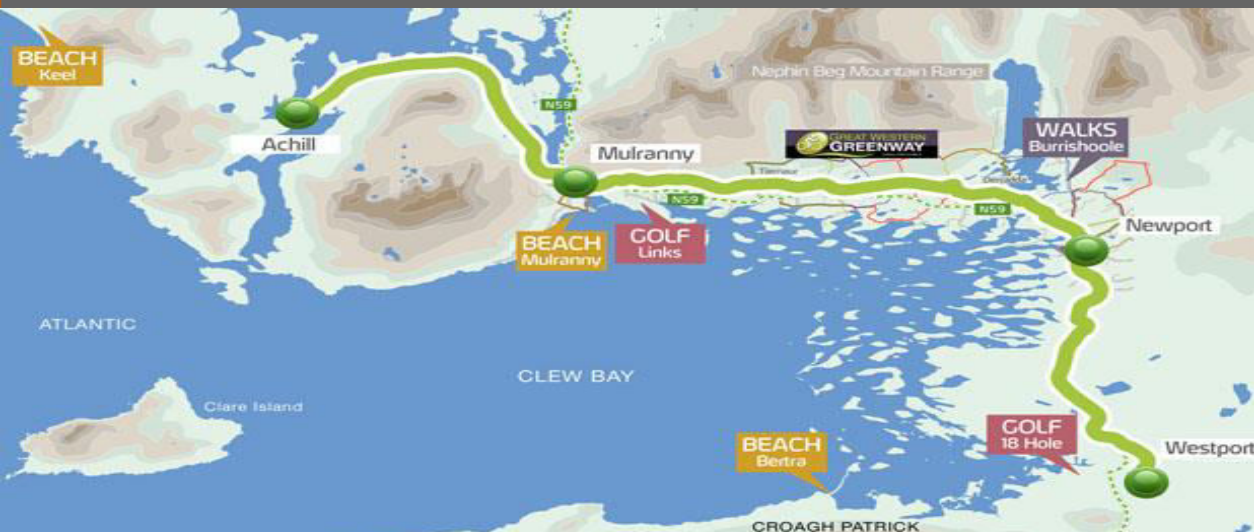 BEACH
Keel
Achill
N59
Mulranny
BEACH
Mulranny
GOLF
Links
N59
Nephin Beg Mountain Range
GREAT WESTERN
GREENWAY
Tiernaur
WALKS
Burrishoole
N59
Newport
ATLANTIC
CLEW BAY
Clare Island
BEACH
Bertra
GOLF
18 Hole
Westport
CROAGH PATRICK